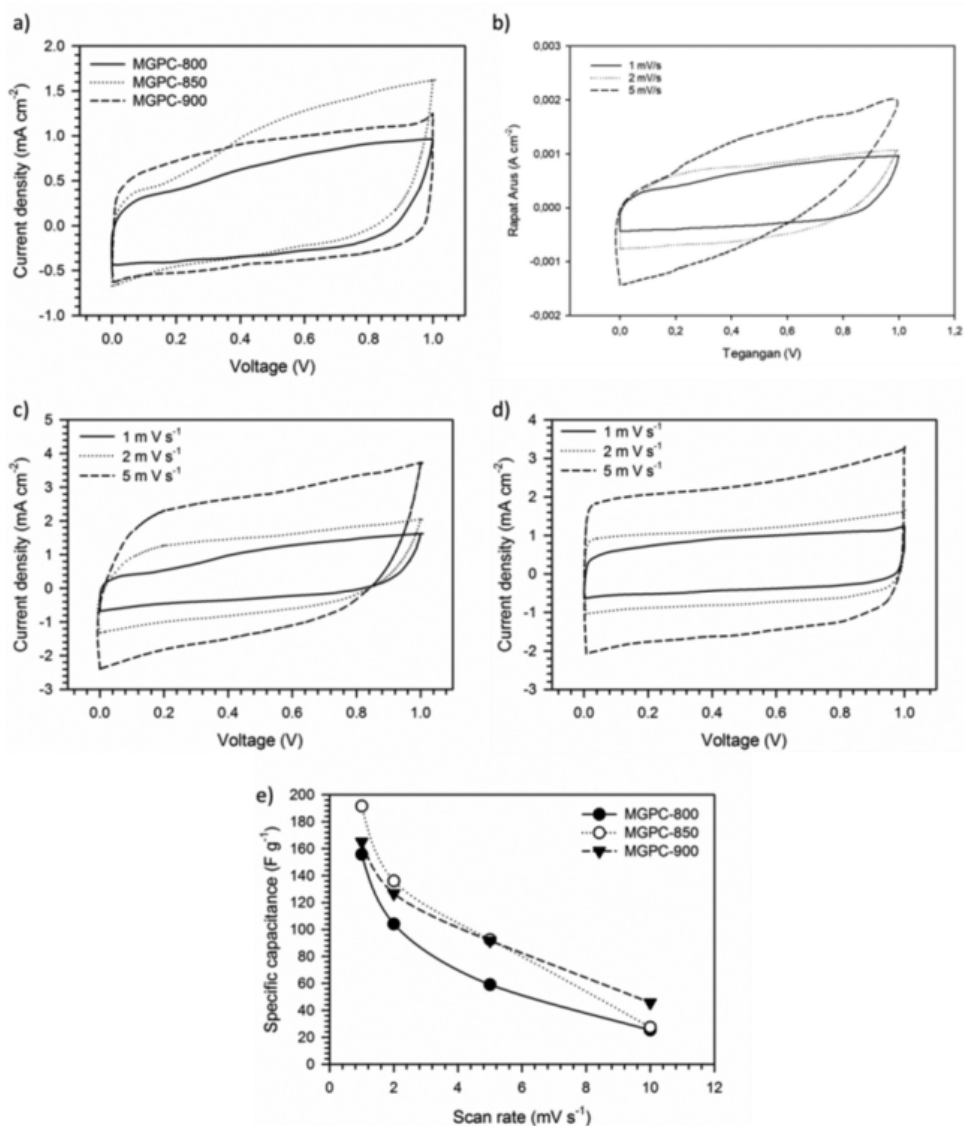 a)
2.0
1.5
1.0
0.5
0.0
-0.5
-1.0
Current density (mA cm⁻²)
MGPC-800
MGPC-850
MGPC-900
0.0 0.2 0.4 0.6 0.8 1.0
Voltage (V)
b)
0,003
0,002
0,001
0,000
-0,001
-0,002
Rapat Arus (A cm⁻²)
1 mV/s
2 mV/s
5 mV/s
0,0 0,2 0,4 0,6 0,8 1,0 1,2
Tegangan (V)
c)
5
4
3
2
1
0
-1
-2
-3
Current density (mA cm⁻²)
1 m V s⁻¹
2 m V s⁻¹
5 m V s⁻¹
0.0 0.2 0.4 0.6 0.8 1.0
Voltage (V)
d)
4
3
2
1
0
-1
-2
-3
Current density (mA cm⁻²)
1 m V s⁻¹
2 m V s⁻¹
5 m V s⁻¹
0.0 0.2 0.4 0.6 0.8 1.0
Voltage (V)
e)
200
180
160
140
120
100
80
60
40
20
0
Specific capacitance (F g⁻¹)
MGPC-800
MGPC-850
MGPC-900
0 2 4 6 8 10 12
Scan rate (mV s⁻¹)